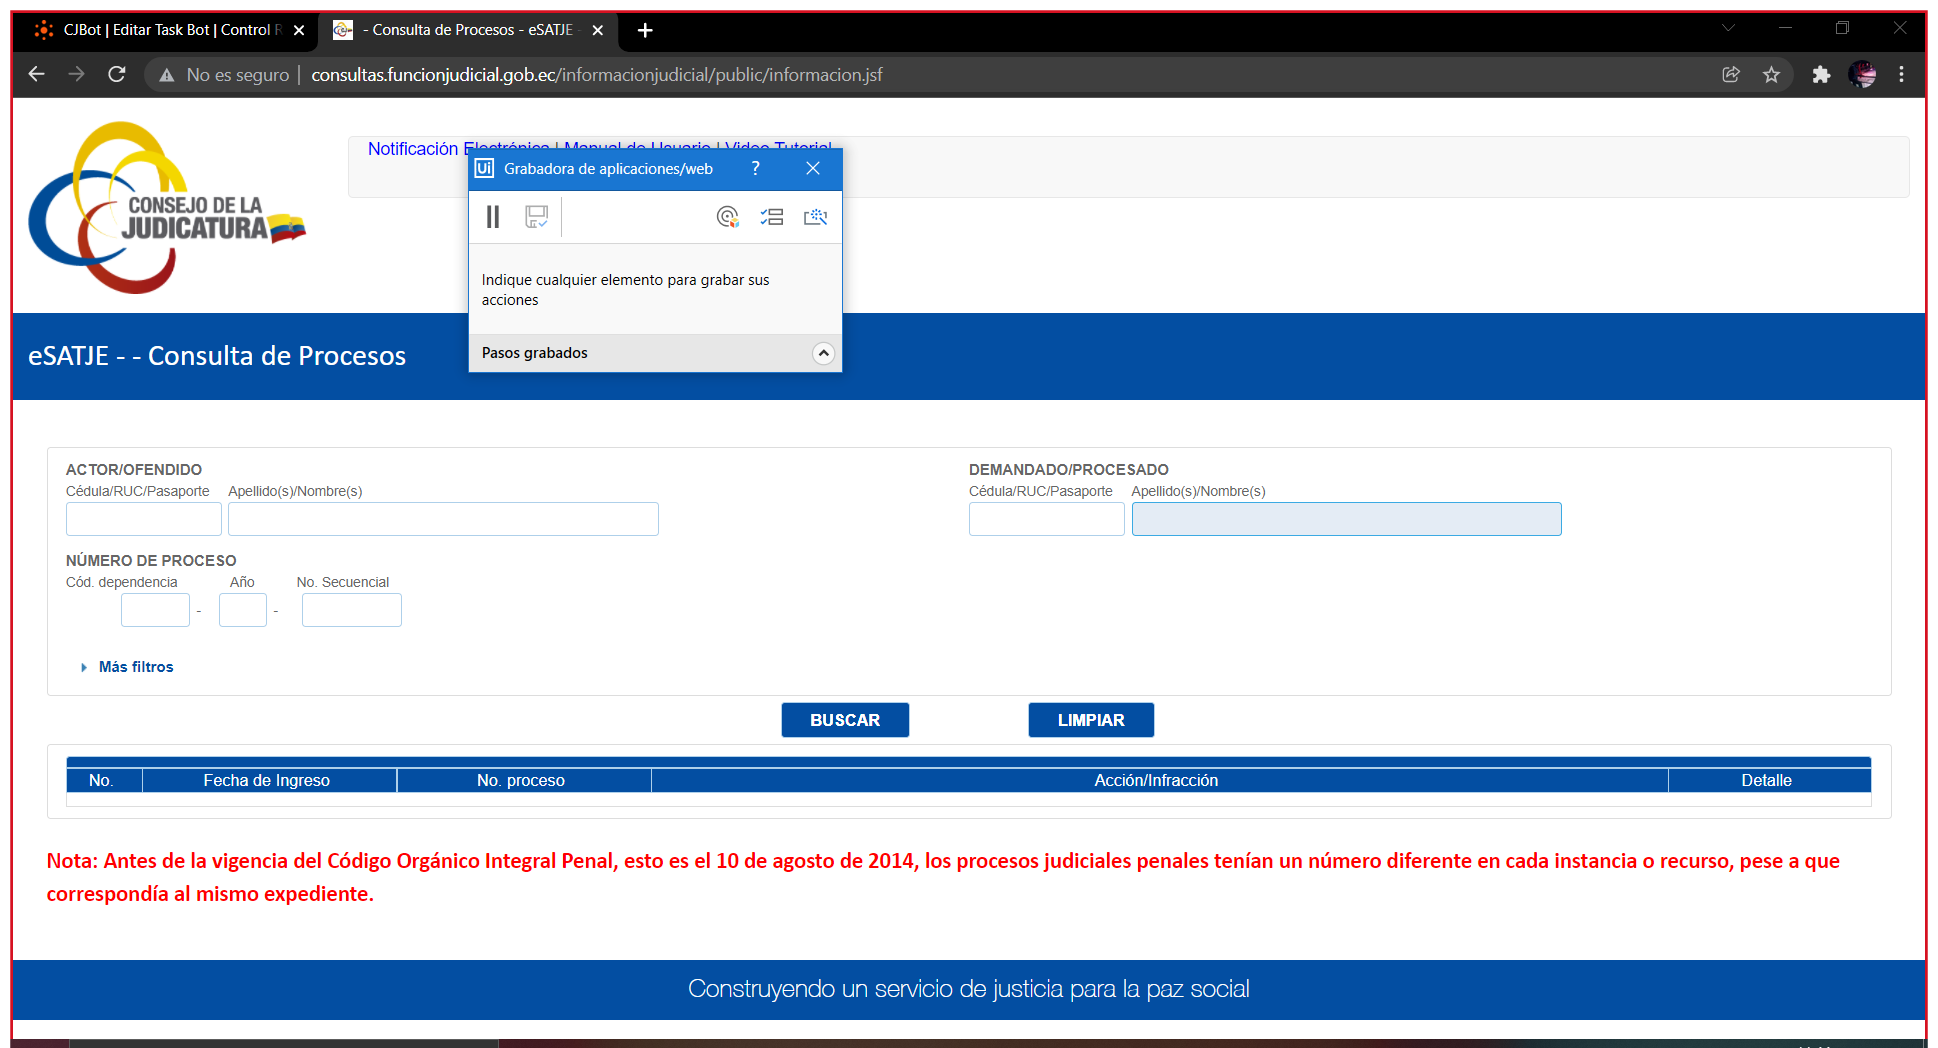 CJBot | Editar Task Bot | Control R
- Consulta de Procesos - eSATJE -
No es seguro | consultas.funcionjudicial.gob.ec/informacionjudicial/public/informacion.jsf
Notificación Electrónica | Manual de Usuario | Video Tutorial
Ui Grabadora de aplicaciones/web ?
CONSEJO DE LA
JUDICATURA
Indique cualquier elemento para grabar sus
acciones
Pasos grabados
eSATJE - - Consulta de Procesos
ACTOR/OFENDIDO
Cédula/RUC/Pasaporte Apellido(s)/Nombre(s)
DEMANDADO/PROCESADO
Cédula/RUC/Pasaporte Apellido(s)/Nombre(s)
NÚMERO DE PROCESO
Cód. dependencia Año No. Secuencial
- -
Más filtros
BUSCAR LIMPIAR
No. Fecha de Ingreso No. proceso Acción/Infracción Detalle
Nota: Antes de la vigencia del Código Orgánico Integral Penal, esto es el 10 de agosto de 2014, los procesos judiciales penales tenían un número diferente en cada instancia o recurso, pese a que
correspondía al mismo expediente.
Construyendo un servicio de justicia para la paz social